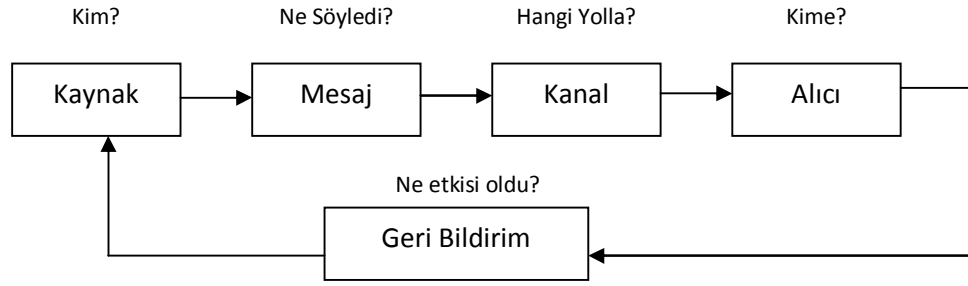 Kim?
Ne Söyledi?
Hangi Yolla?
Kime?
Kaynak
Mesaj
Kanal
Alıcı
Ne etkisi oldu?
Geri Bildirim